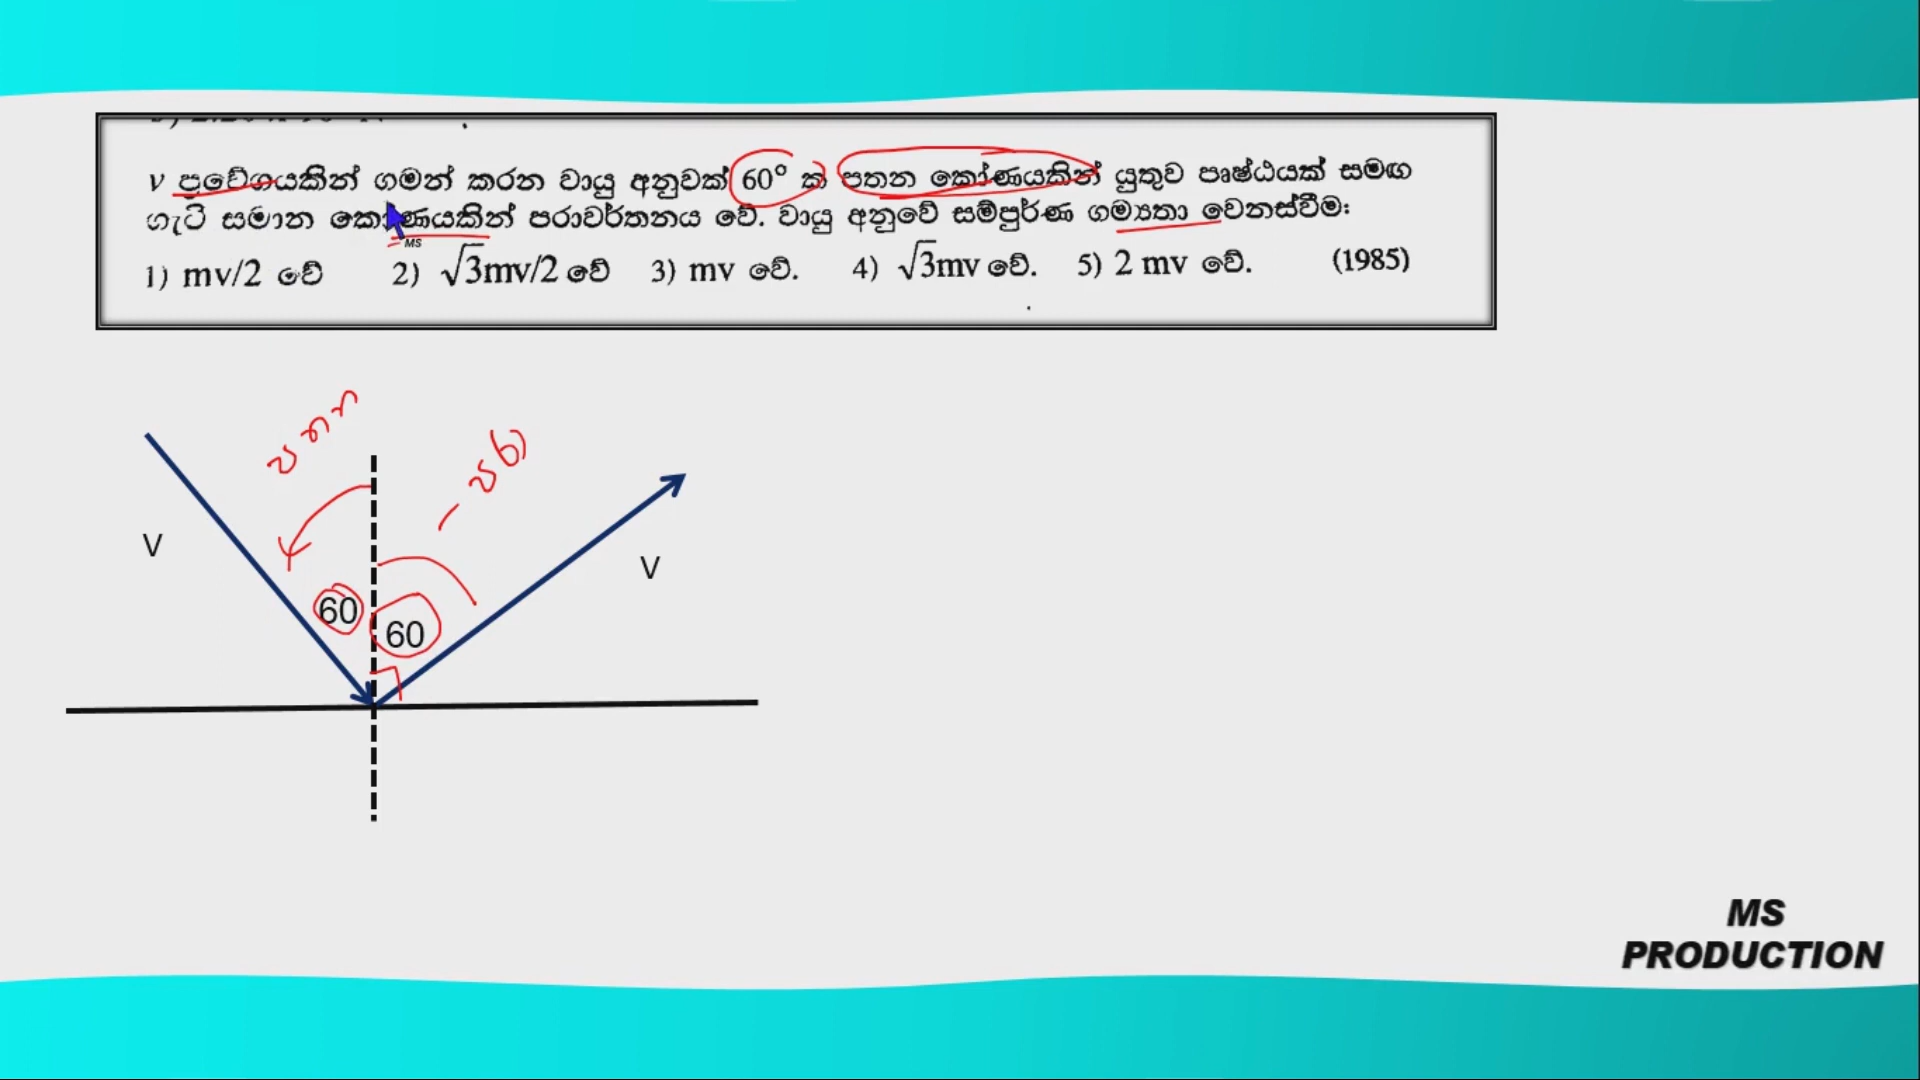 v ප්‍රවේගයකින් ගමන් කරන වායු අනුවක් 60° ක පතන කෝණයකින් යුතුව පෘෂ්ඨයක් සමඟ
ගැටී සමාන කෝණයකින් පරාවර්තනය වේ. වායු අනුවේ සම්පූර්ණ ගම්‍යතා වෙනස්වීම:
MS
1) mv/2 වේ 2) √3mv/2 වේ 3) mv වේ. 4) √3mv වේ. 5) 2 mv වේ. (1985)
පතන
පරා
V
V
60
60
MS
PRODUCTION